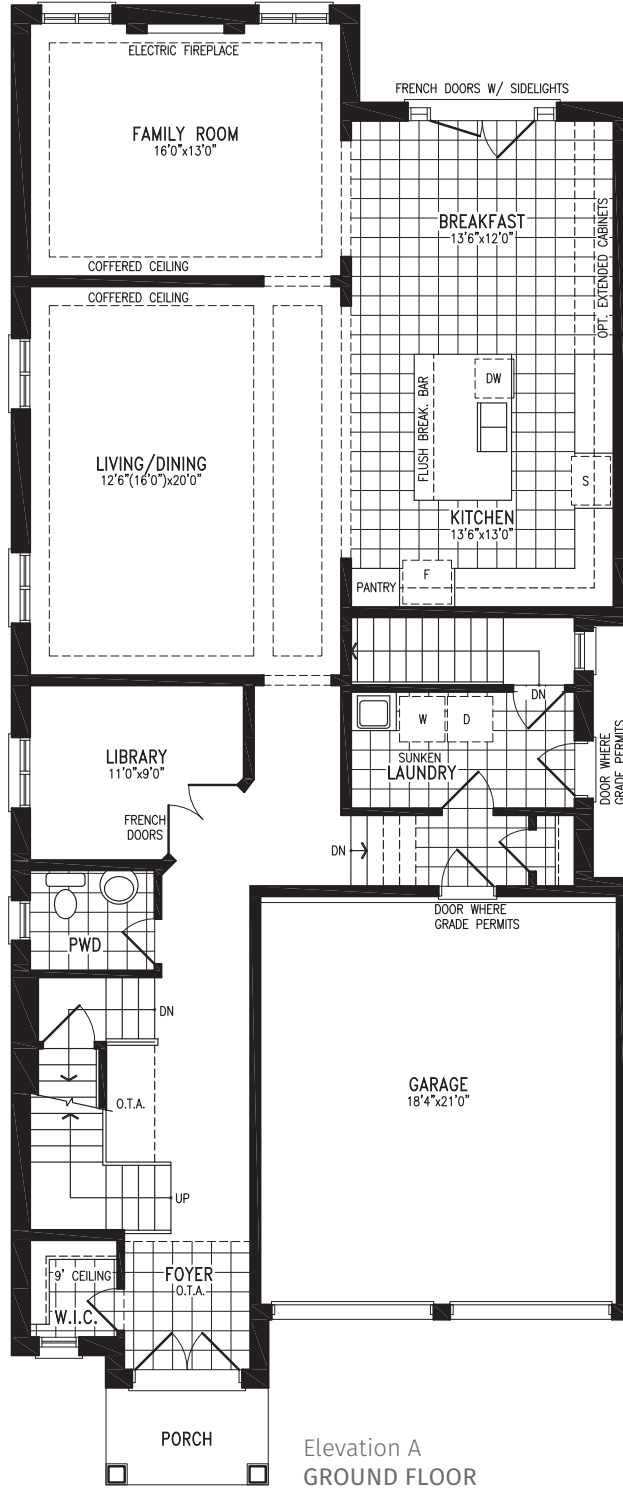 ELECTRIC FIREPLACE
FAMILY ROOM
16'0"x13'0"
COFFERED CEILING
FRENCH DOORS W/ SIDELIGHTS
BREAKFAST
13'6"x12'0"
OPT. EXTENDED CABINETS
COFFERED CEILING
LIVING/DINING
12'6"(16'0")x20'0"
DW
FLUSH BREAK. BAR
S
KITCHEN
13'6"x13'0"
PANTRY
F
DN
W
D
SUNKEN
LAUNDRY
DOOR WHERE
GRADE PERMITS
LIBRARY
11'0"x9'0"
FRENCH
DOORS
DN
DOOR WHERE
GRADE PERMITS
PWD
DN
O.T.A.
UP
GARAGE
18'4"x21'0"
9' CEILING
W.I.C.
FOYER
O.T.A.
PORCH
Elevation A
GROUND FLOOR